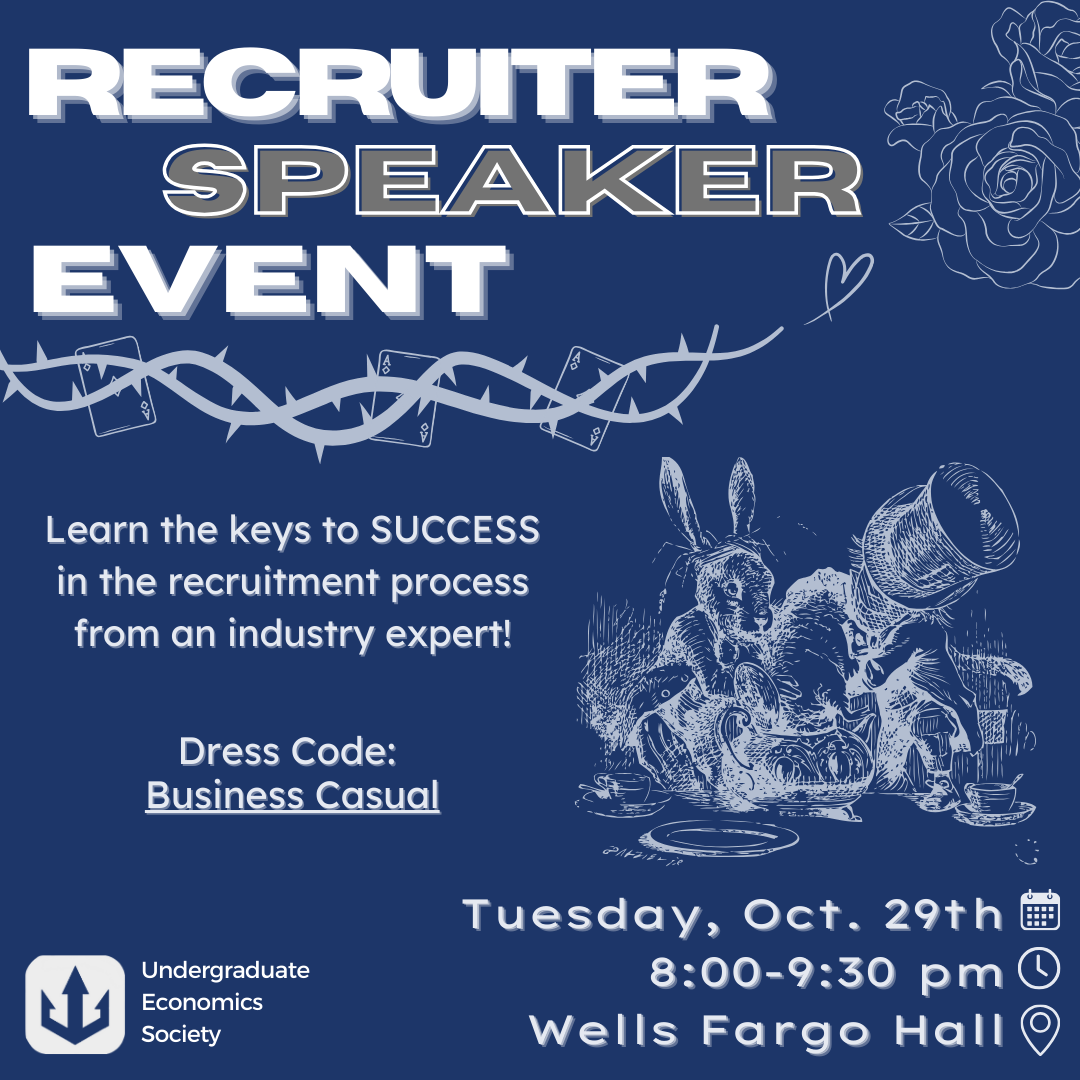 RECRUITER
SPEAKER
EVENT
A
A
A
A
A
Learn the keys to SUCCESS
in the recruitment process
from an industry expert!
Dress Code:
Business Casual
Tuesday, Oct. 29th
8:00-9:30 pm
Wells Fargo Hall
Undergraduate
Economics
Society